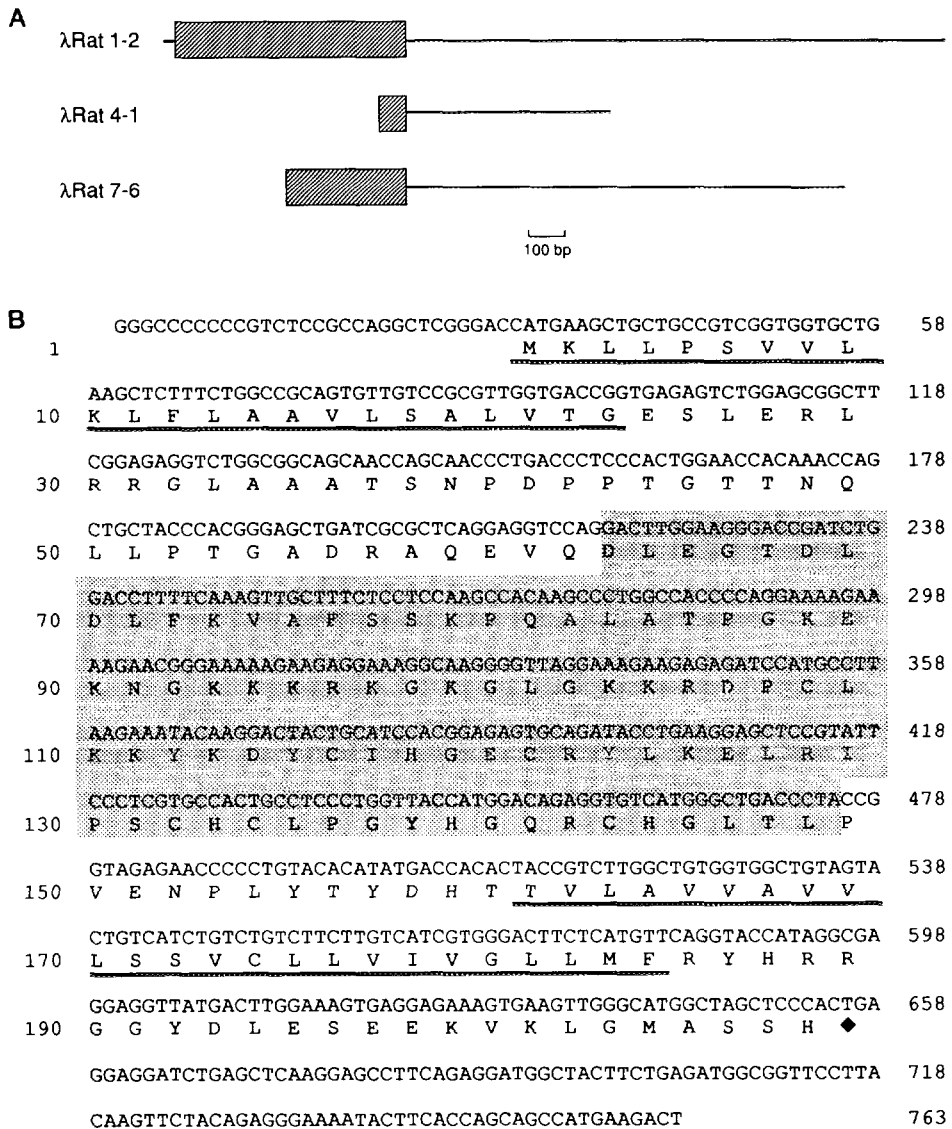 A
λRat 1-2
λRat 4-1
λRat 7-6
100 bp
B
GGGCCCCCCCGTCTCCGCCAGGCTCGGGACCATGAAGCTGCTGCCGTCGGTGGTGCTG 58
1 M K L L P S V V L
AAGCTCTTTCTGGCCGCAGTGTTGTCCGCGTTGGTGACCGGTGAGAGTCTGGAGCGGCTT 118
10 K L F L A A V L S A L V T G E S L E R L
CGGAGAGGTCTGGCGGCAGCAACCAGCAACCCTGACCCTCCCACTGGAACCACAAACCAG 178
30 R R G L A A A T S N P D P P T G T T N Q
CTGCTACCCACGGGAGCTGATCGCGCTCAGGAGGTCCAGGACTTGGAAGGGACCGATCTG 238
50 L L P T G A D R A Q E V Q D L E G T D L
GACCTTTTCAAAGTTGCTTTCTCCTCCAAGCCACAAGCCCTGGCCACCCCAGGAAAAGAA 298
70 D L F K V A F S S K P Q A L A T P G K E
AAGAACGGGAAAAAGAAGAGGAAAGGCAAGGGGTTAGGAAAGAAGAGAGATCCATGCCTT 358
90 K N G K K K R K G K G L G K K R D P C L
AAGAAATACAAGGACTACTGCATCCACGGAGAGTGCAGATACCTGAAGGAGCTCCGTATT 418
110 K K Y K D Y C I H G E C R Y L K E L R I
CCCTCGTGCCACTGCCTCCCTGGTTACCATGGACAGAGGTGTCATGGGCTGACCCTACCG 478
130 P S C H C L P G Y H G Q R C H G L T L P
GTAGAGAACCCCCTGTACACATATGACCACACTACCGTCTTGGCTGTGGTGGCTGTAGTA 538
150 V E N P L Y T Y D H T T V L A V V A V V
CTGTCATCTGTCTGTCTTCTTGTCATCGTGGGACTTCTCATGTTCAGGTACCATAGGCGA 598
170 L S S V C L L V I V G L L M F R Y H R R
GGAGGTTATGACTTGGAAAGTGAGGAGAAAGTGAAGTTGGGCATGGCTAGCTCCCACTGA 658
190 G G Y D L E S E E K V K L G M A S S H ◆
GGAGGATCTGAGCTCAAGGAGCCTTCAGAGGATGGCTACTTCTGAGATGGCGGTTCCTTA 718
CAAGTTCTACAGAGGGAAAATACTTCACCAGCAGCCATGAAGACT 763